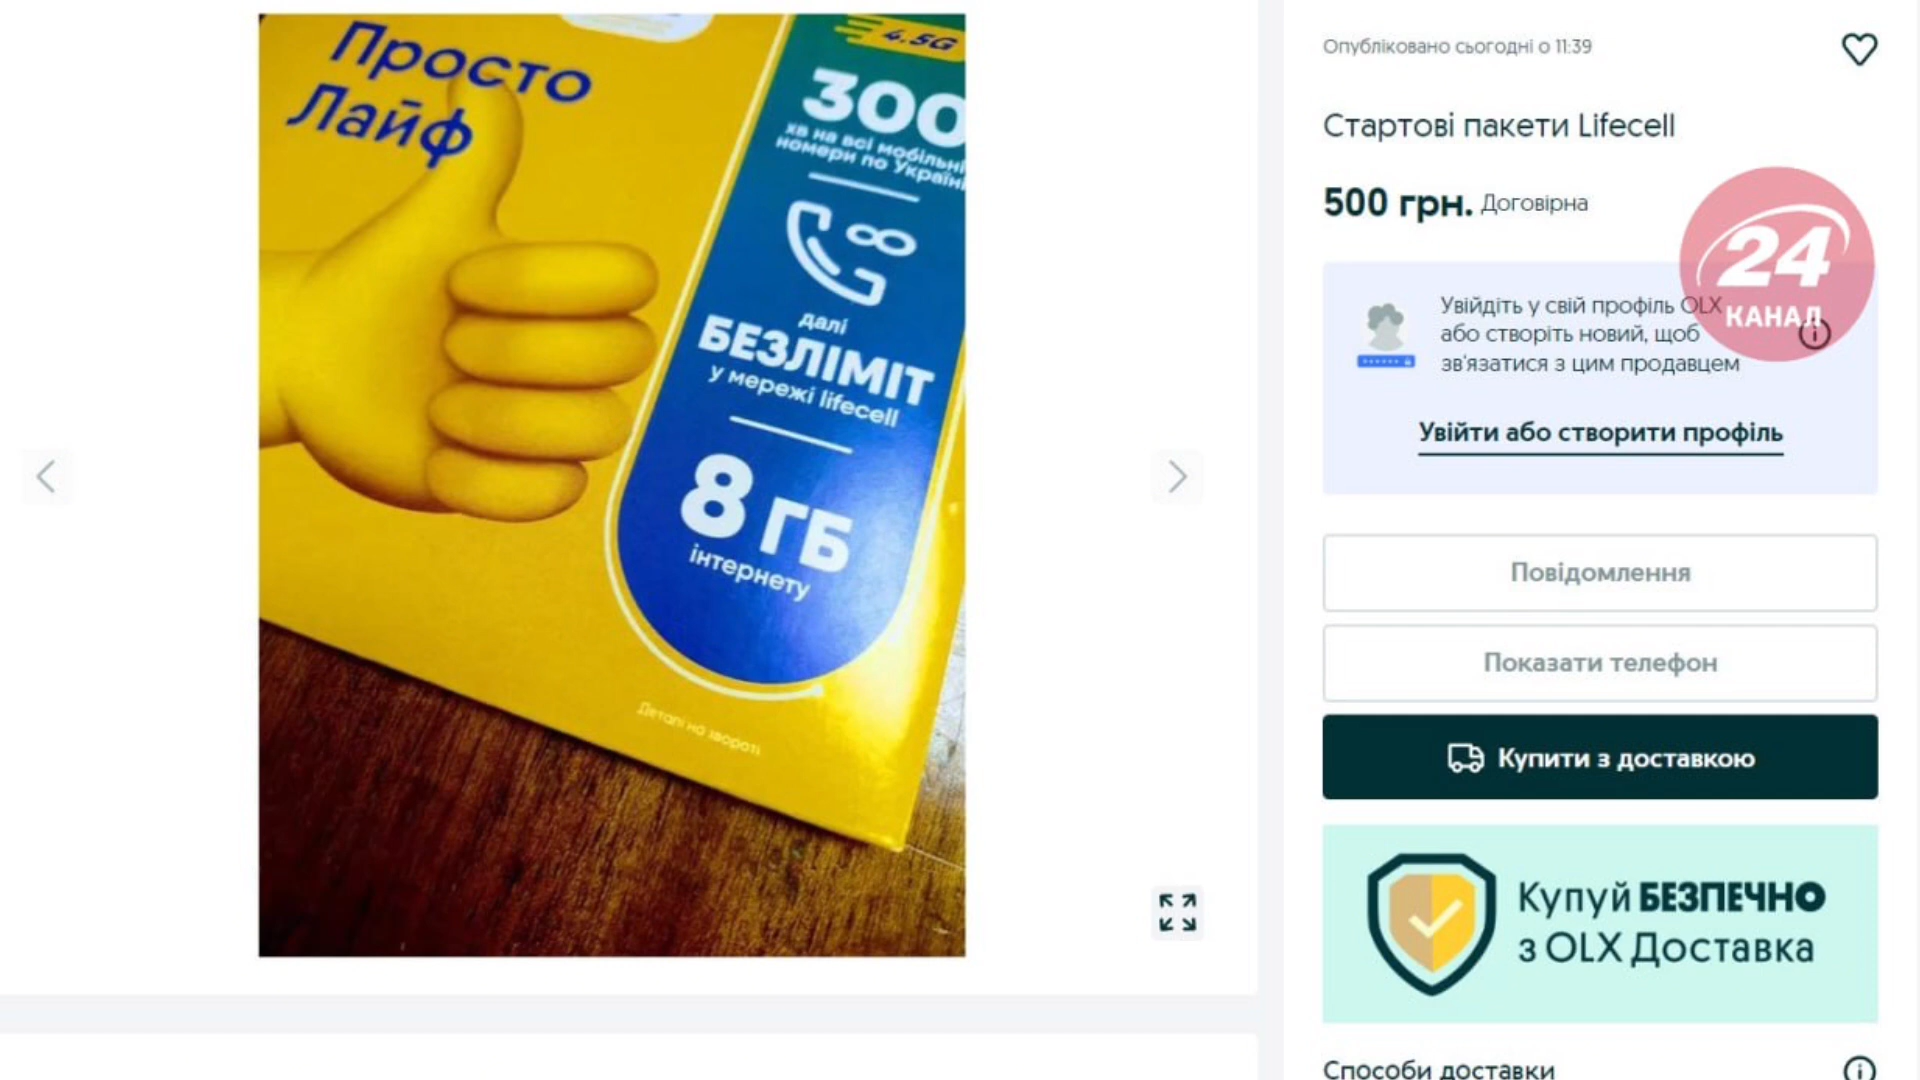 Просто
Лайф
4.5G
300
хв на всі мобільні
номери по Україні
далі
БЕЗЛІМІТ
у мережі lifecell
8 ГБ
інтернету
Деталі на звороті
Опубліковано сьогодні о 11:39
Стартові пакети Lifecell
500 грн. Договірна
24
КАНАЛ
Увійдіть у свій профіль OLX
або створіть новий, щоб
зв'язатися з цим продавцем
Увійти або створити профіль
Повідомлення
Показати телефон
Купити з доставкою
Купуй БЕЗПЕЧНО
з OLX Доставка
Способи доставки